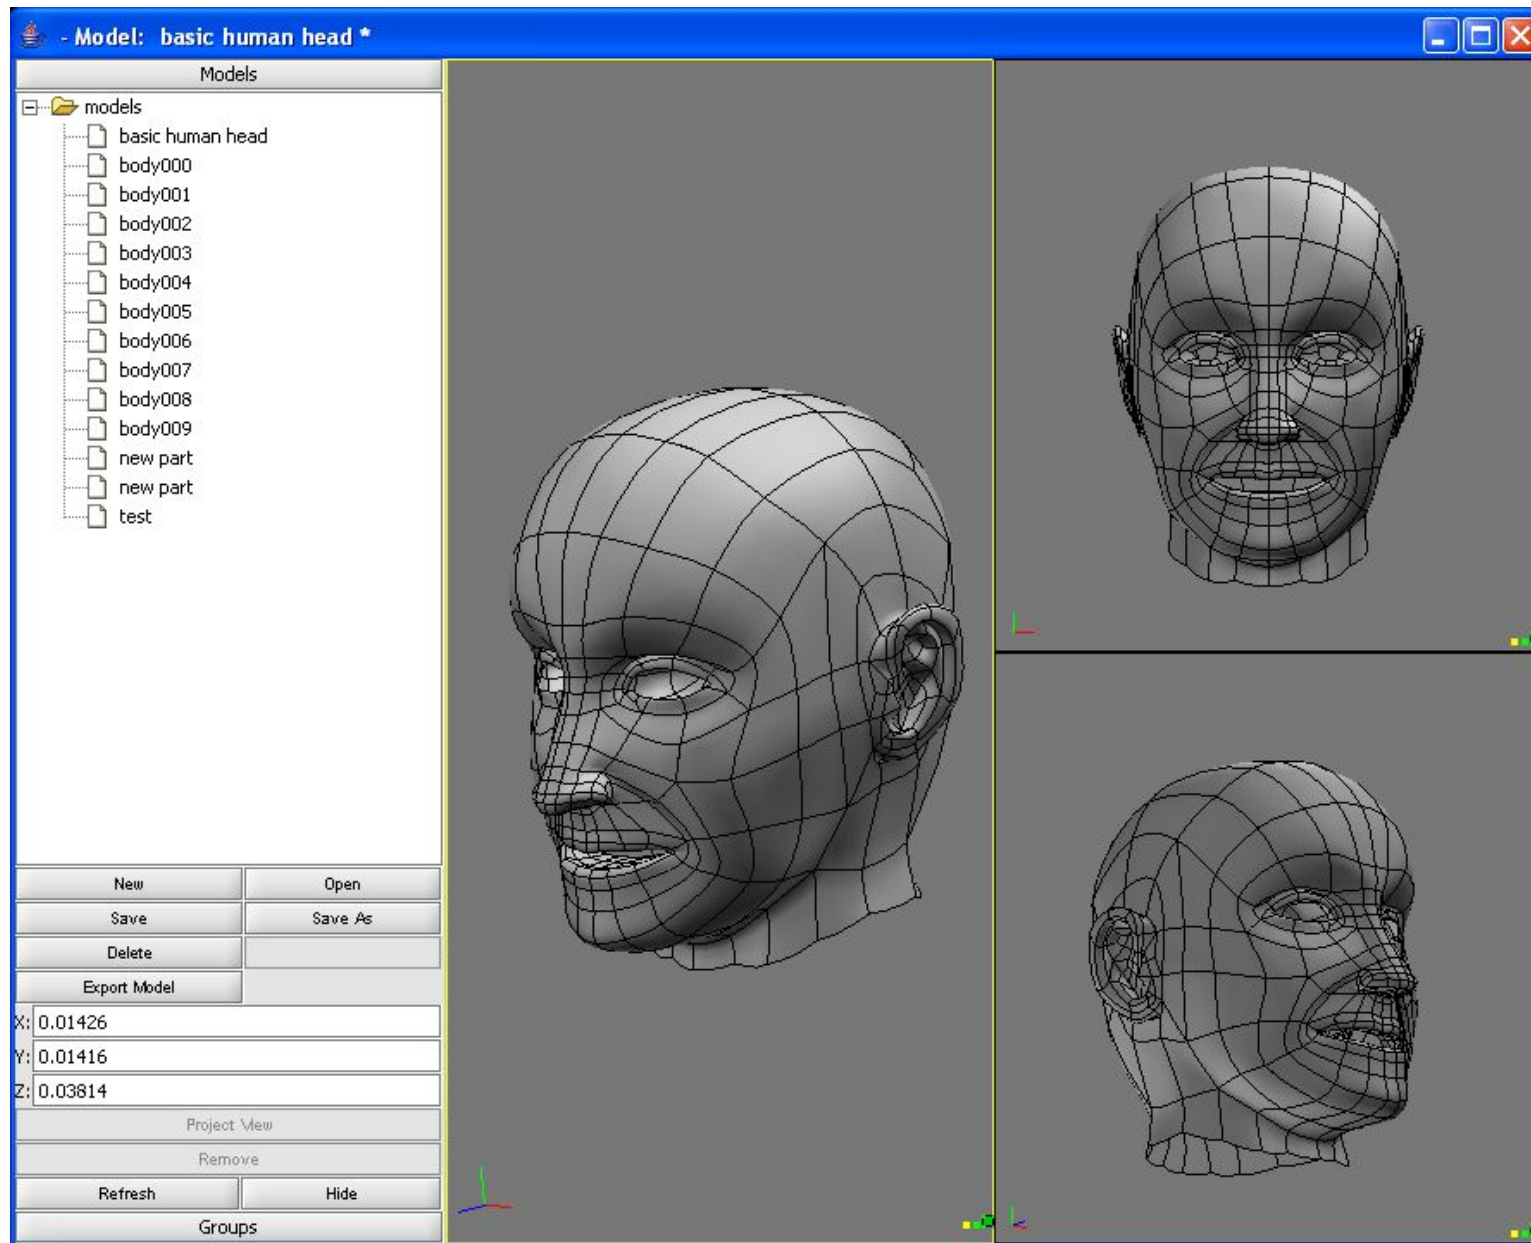 - Model: basic human head *
Models
models
basic human head
body000
body001
body002
body003
body004
body005
body006
body007
body008
body009
new part
new part
test
New Open
Save Save As
Delete
Export Model
X: 0.01426
Y: 0.01416
Z: 0.03814
Project View
Remove
Refresh Hide
Groups